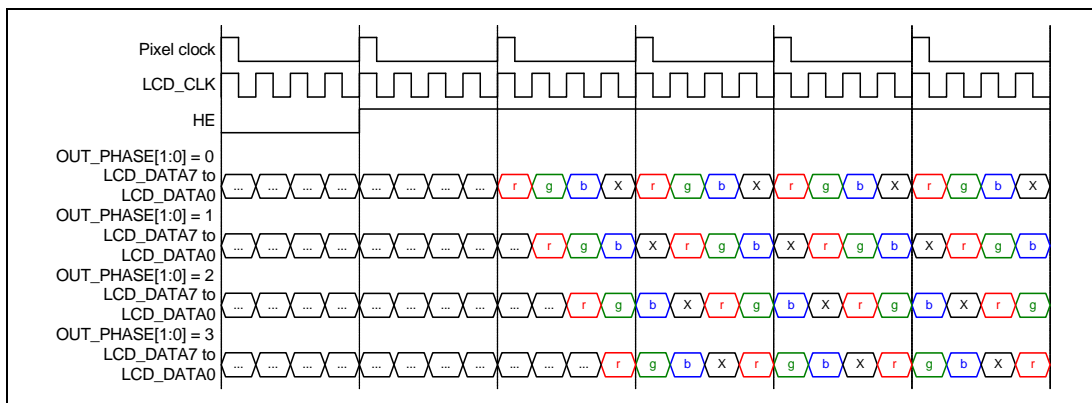 Pixel clock
LCD_CLK
HE
OUT_PHASE[1:0] = 0
LCD_DATA7 to
LCD_DATA0
... ... ... ... ... ... ... ... r g b X r g b X r g b X r g b X
OUT_PHASE[1:0] = 1
LCD_DATA7 to
LCD_DATA0
... ... ... ... ... ... ... ... ... r g b X r g b X r g b X r g b
OUT_PHASE[1:0] = 2
LCD_DATA7 to
LCD_DATA0
... ... ... ... ... ... ... ... ... ... r g b X r g b X r g b X r g
OUT_PHASE[1:0] = 3
LCD_DATA7 to
LCD_DATA0
... ... ... ... ... ... ... ... ... ... ... r g b X r g b X r g b X r